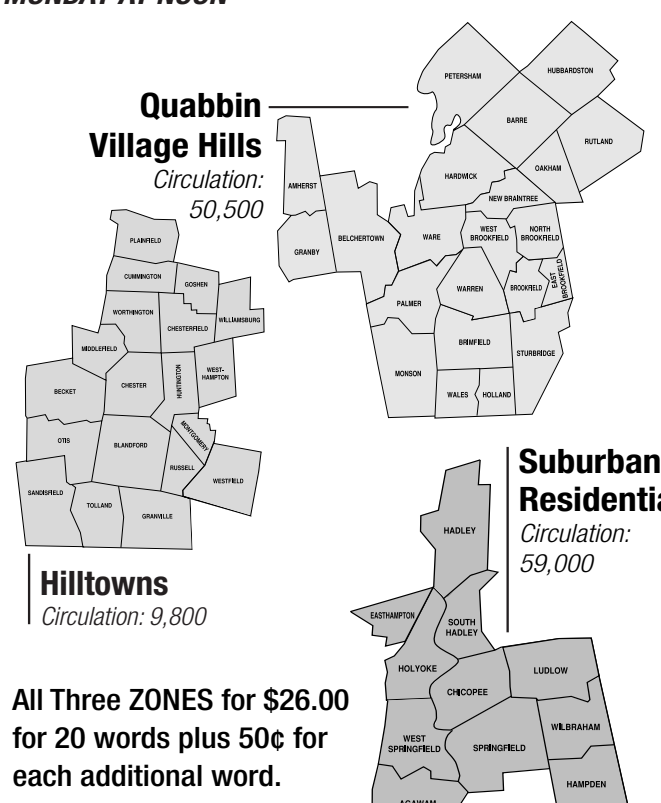 MONDAY AT NOON
Quabbin
Village Hills
Circulation:
50,500
PETERSHAM
HUBBARDSTON
BARRE
RUTLAND
HARDWICK
OAKHAM
NEW BRAINTREE
AMHERST
GRANBY
BELCHERTOWN
WARE
WEST
BROOKFIELD
NORTH
BROOKFIELD
EAST
BROOKFIELD
BROOKFIELD
WARREN
PALMER
BRIMFIELD
STURBRIDGE
MONSON
WALES
HOLLAND
PLAINFIELD
CUMMINGTON
GOSHEN
WORTHINGTON
CHESTERFIELD
WILLIAMSBURG
MIDDLEFIELD
WEST-
HAMPTON
BECKET
CHESTER
HUNTINGTON
MONTGOMERY
OTIS
BLANDFORD
RUSSELL
WESTFIELD
SANDISFIELD
TOLLAND
GRANVILLE
Hilltowns
Circulation: 9,800
Suburban
Residentia
Circulation:
59,000
HADLEY
EASTHAMPTON
SOUTH
HADLEY
HOLYOKE
CHICOPEE
LUDLOW
WEST
SPRINGFIELD
SPRINGFIELD
WILBRAHAM
HAMPDEN
AGAWAM
All Three ZONES for $26.00
for 20 words plus 50¢ for
each additional word.